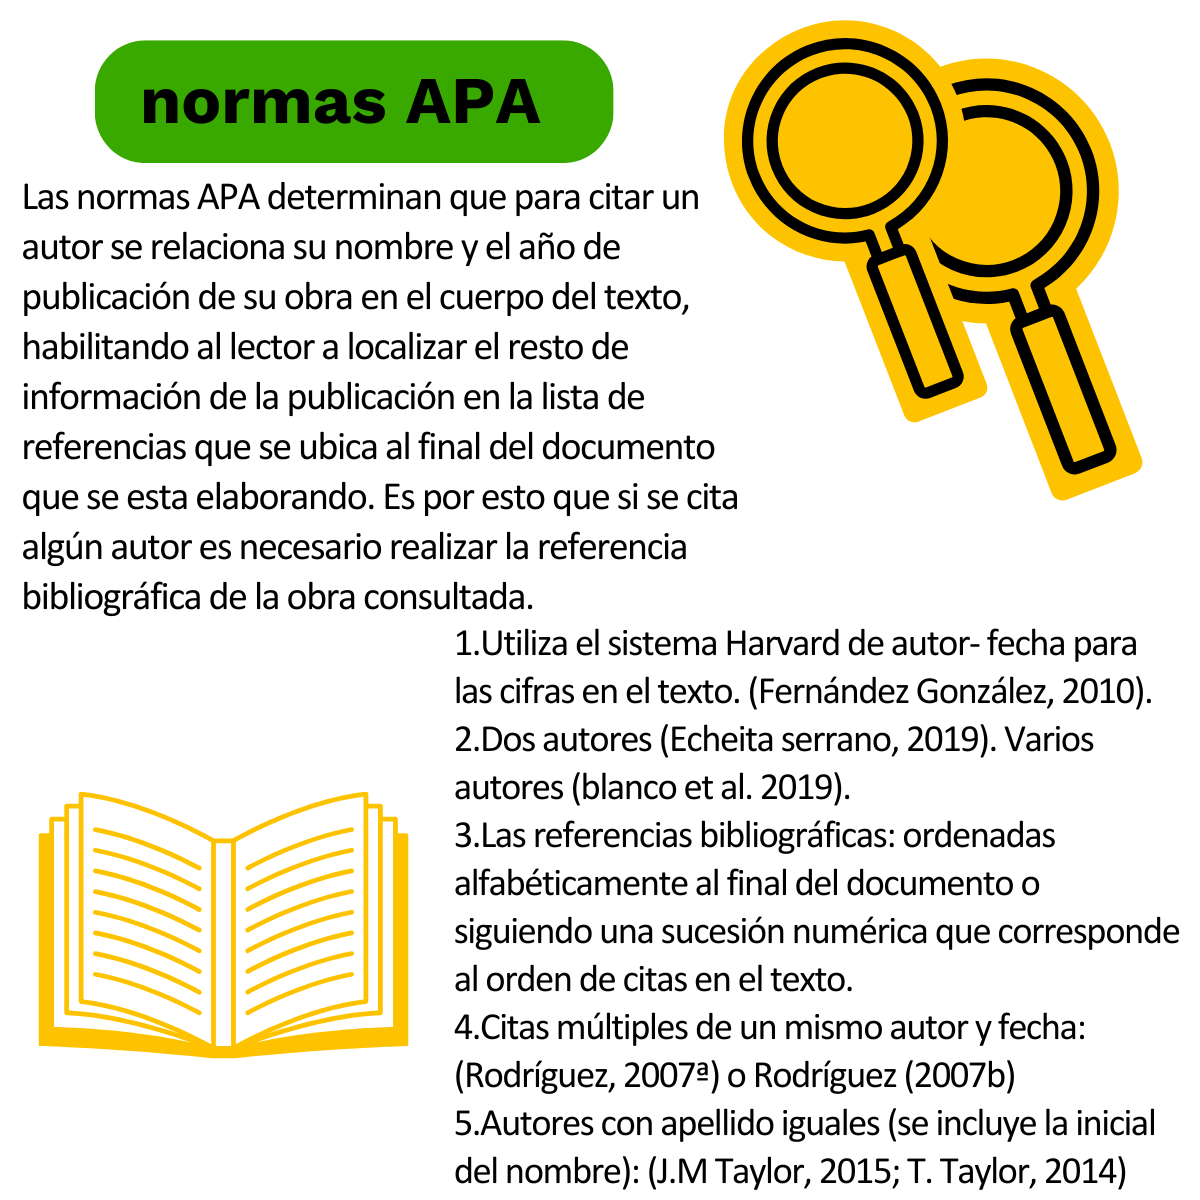 normas APA
Las normas APA determinan que para citar un
autor se relaciona su nombre y el año de
publicación de su obra en el cuerpo del texto,
habilitando al lector a localizar el resto de
información de la publicación en la lista de
referencias que se ubica al final del documento
que se esta elaborando. Es por esto que si se cita
algún autor es necesario realizar la referencia
bibliográfica de la obra consultada.
1.Utiliza el sistema Harvard de autor- fecha para
las cifras en el texto. (Fernández González, 2010).
2.Dos autores (Echeita serrano, 2019). Varios
autores (blanco et al. 2019).
3.Las referencias bibliográficas: ordenadas
alfabéticamente al final del documento o
siguiendo una sucesión numérica que corresponde
al orden de citas en el texto.
4.Citas múltiples de un mismo autor y fecha:
(Rodríguez, 2007ª) o Rodríguez (2007b)
5.Autores con apellido iguales (se incluye la inicial
del nombre): (J.M Taylor, 2015; T. Taylor, 2014)